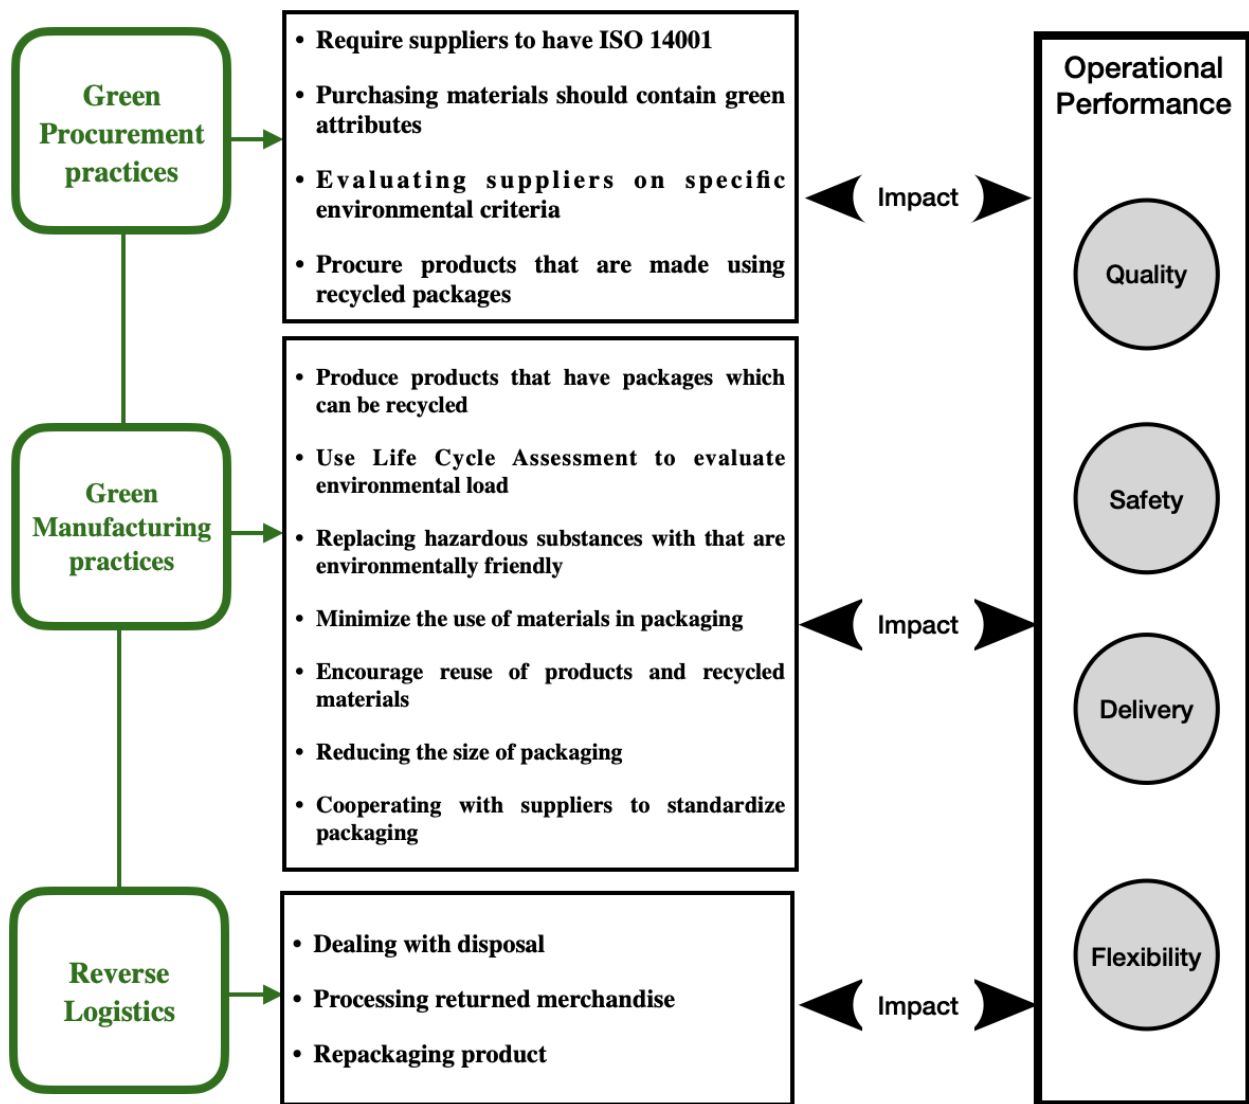 Green
Procurement
practices
• Require suppliers to have ISO 14001
• Purchasing materials should contain green
attributes
• Evaluating suppliers on specific
environmental criteria
• Procure products that are made using
recycled packages
Impact
Operational
Performance
Quality
Safety
Delivery
Flexibility
Green
Manufacturing
practices
• Produce products that have packages which
can be recycled
• Use Life Cycle Assessment to evaluate
environmental load
• Replacing hazardous substances with that are
environmentally friendly
• Minimize the use of materials in packaging
• Encourage reuse of products and recycled
materials
• Reducing the size of packaging
• Cooperating with suppliers to standardize
packaging
Impact
Reverse
Logistics
• Dealing with disposal
• Processing returned merchandise
• Repackaging product
Impact